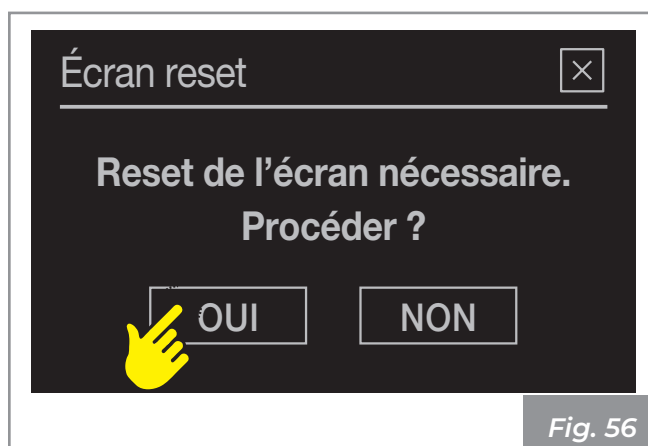 Écran reset
Reset de l'écran nécessaire.
Procéder ?
OUI NON
Fig. 56